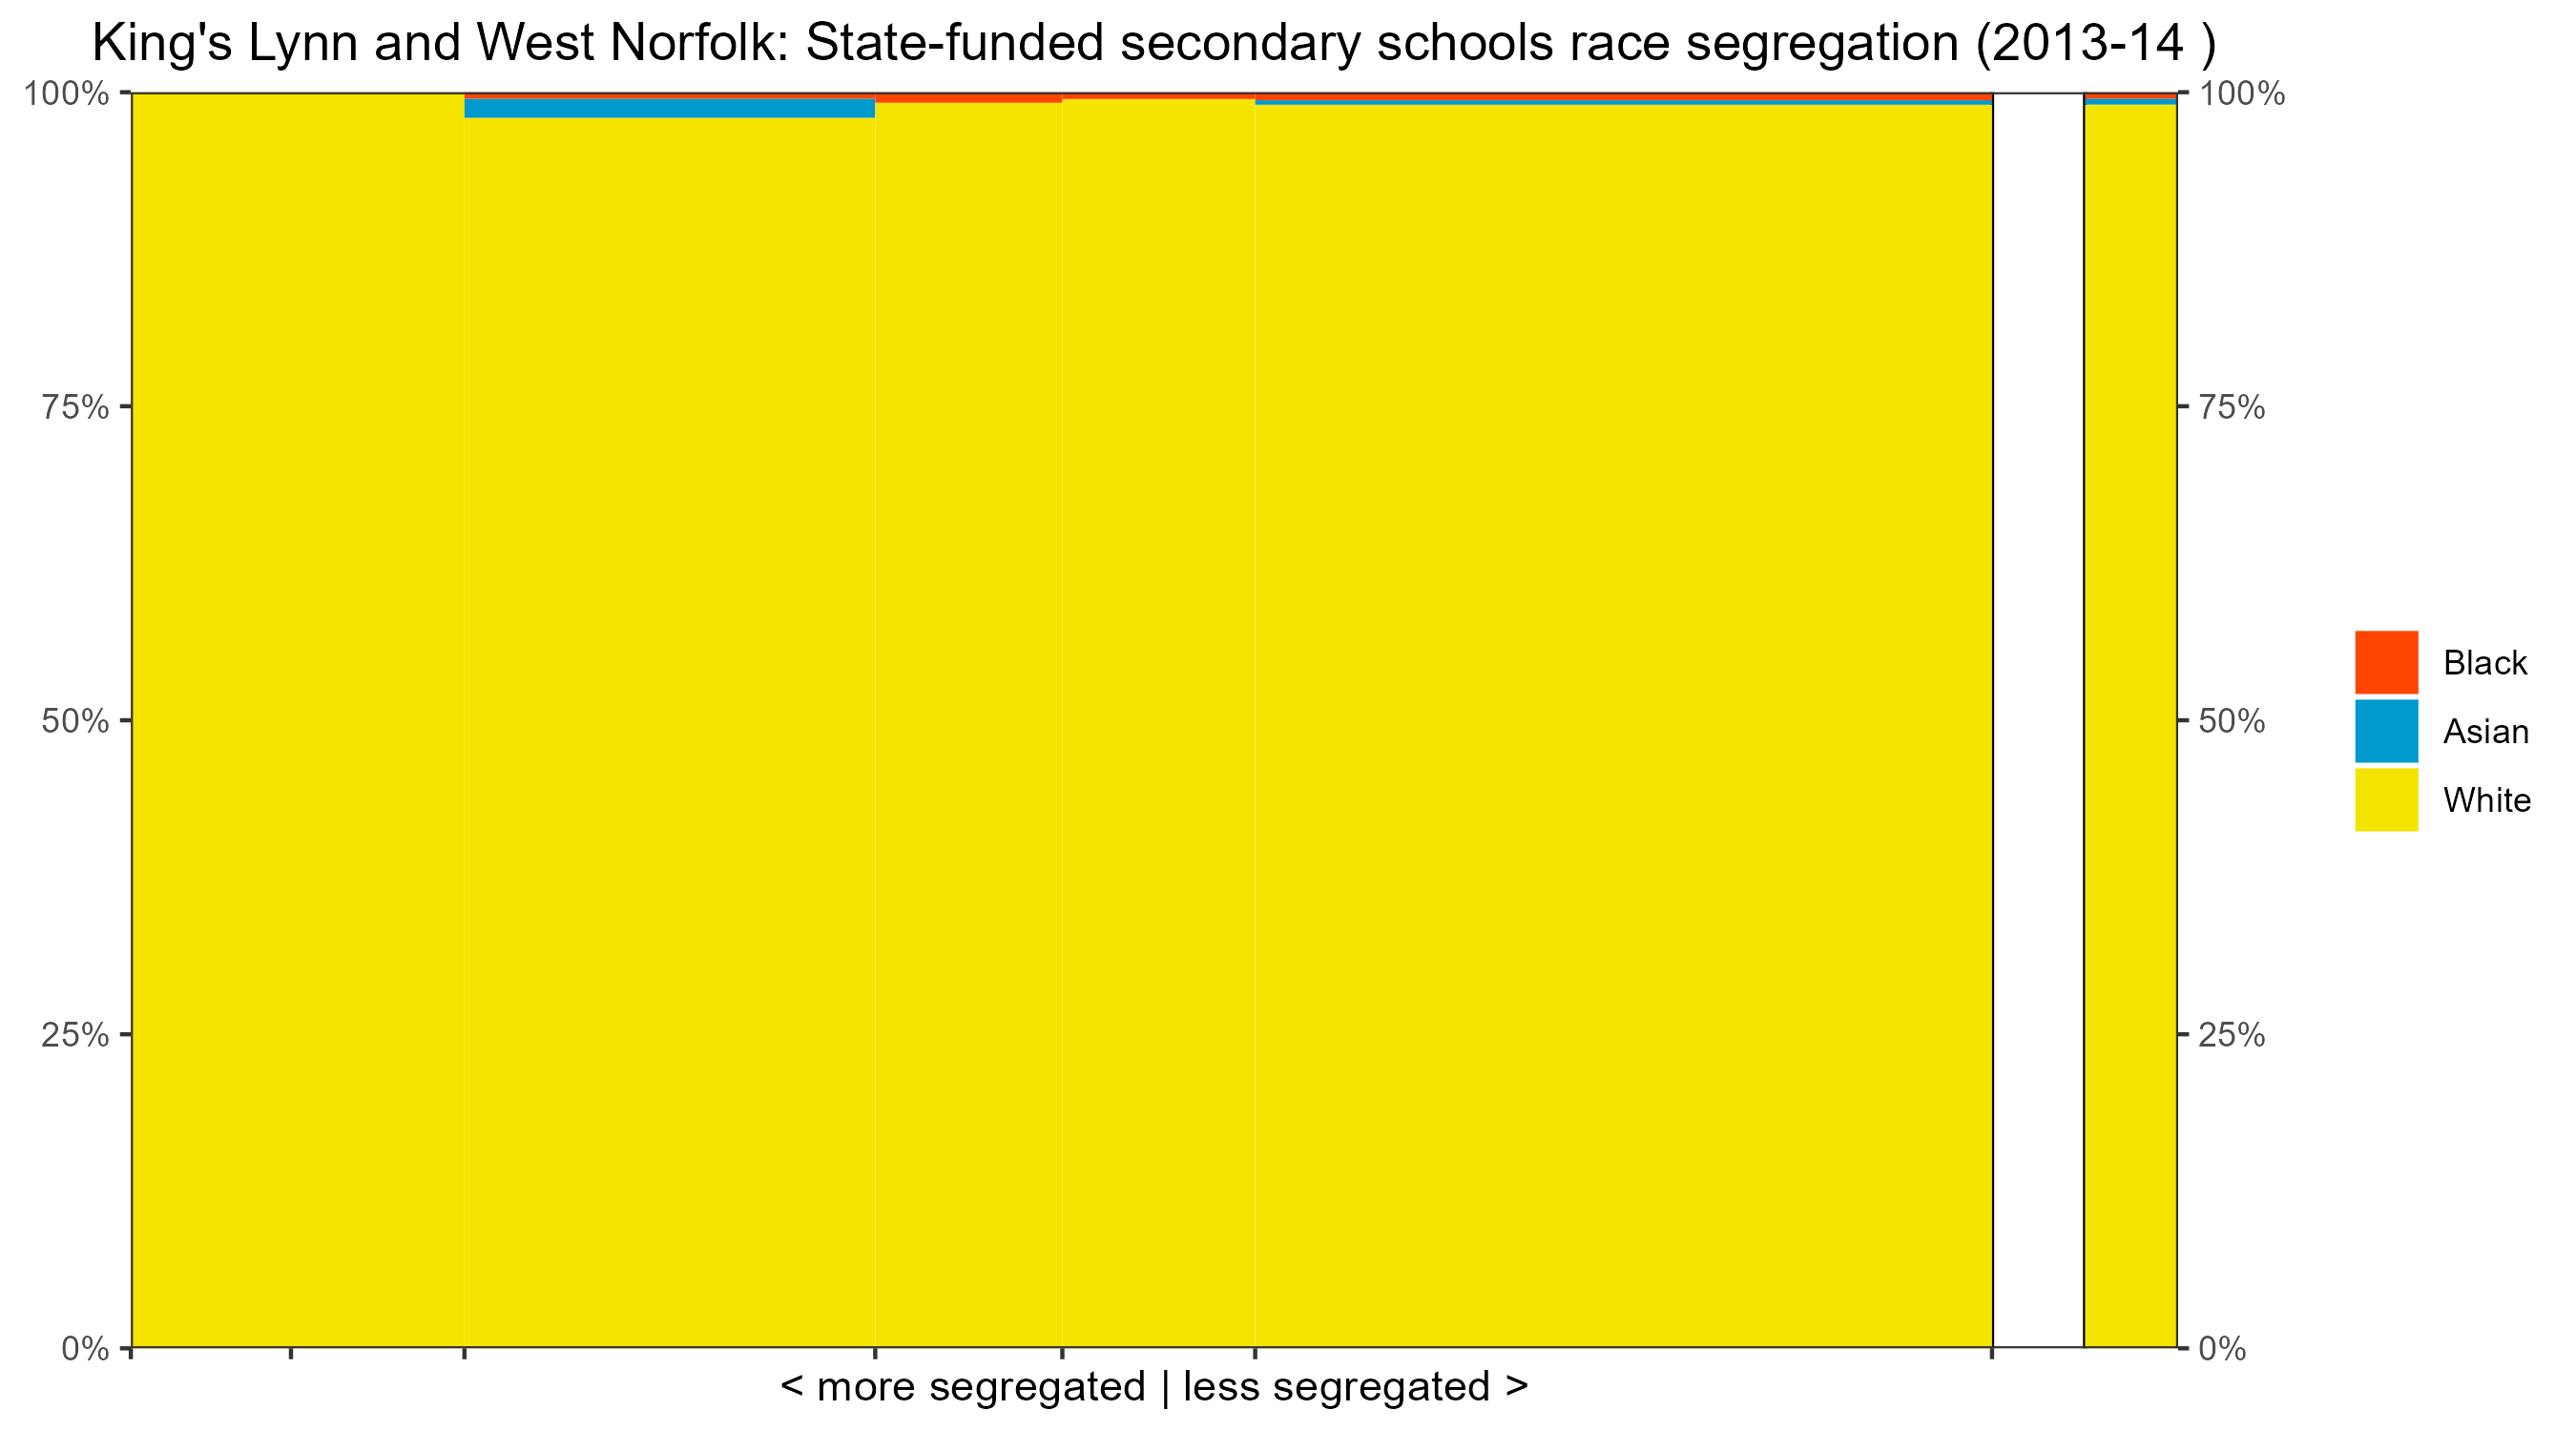 King's Lynn and West Norfolk: State-funded secondary schools race segregation (2013-14 )
100%
75%
50%
25%
0%
100%
75%
50%
25%
0%
< more segregated | less segregated >
Black
Asian
White